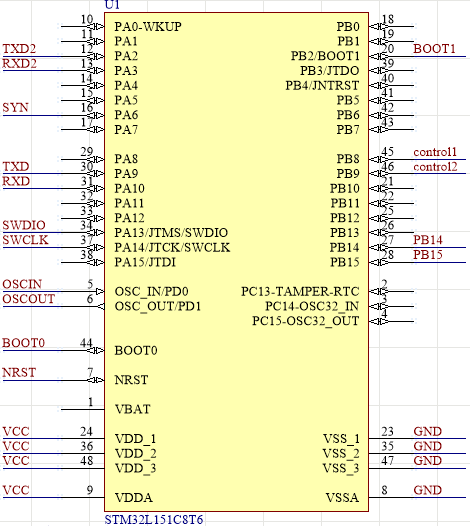 U1
10 PA0-WKUP PB0 18
11 PA1 PB1 19
TXD2 12 PA2 PB2/BOOT1 20 BOOT1
RXD2 13 PA3 PB3/JTDO 39
14 PA4 PB4/JNTRST 40
15 PA5 PB5 41
SYN 16 PA6 PB6 42
17 PA7 PB7 43
29 PA8 PB8 45 control1
TXD 30 PA9 PB9 46 control2
RXD 31 PA10 PB10 21
32 PA11 PB11 22
33 PA12 PB12 25
SWDIO 34 PA13/JTMS/SWDIO PB13 26
SWCLK 37 PA14/JTCK/SWCLK PB14 27 PB14
38 PA15/JTDI PB15 28 PB15
OSCIN 5 OSC_IN/PD0 PC13-TAMPER-RTC 2
OSCOUT 6 OSC_OUT/PD1 PC14-OSC32_IN 3
PC15-OSC32_OUT 4
BOOT0 44 BOOT0
NRST 7 NRST
1 VBAT
VCC 24 VDD_1 VSS_1 23 GND
VCC 36 VDD_2 VSS_2 35 GND
VCC 48 VDD_3 VSS_3 47 GND
VCC 9 VDDA VSSA 8 GND
STM32L151C8T6